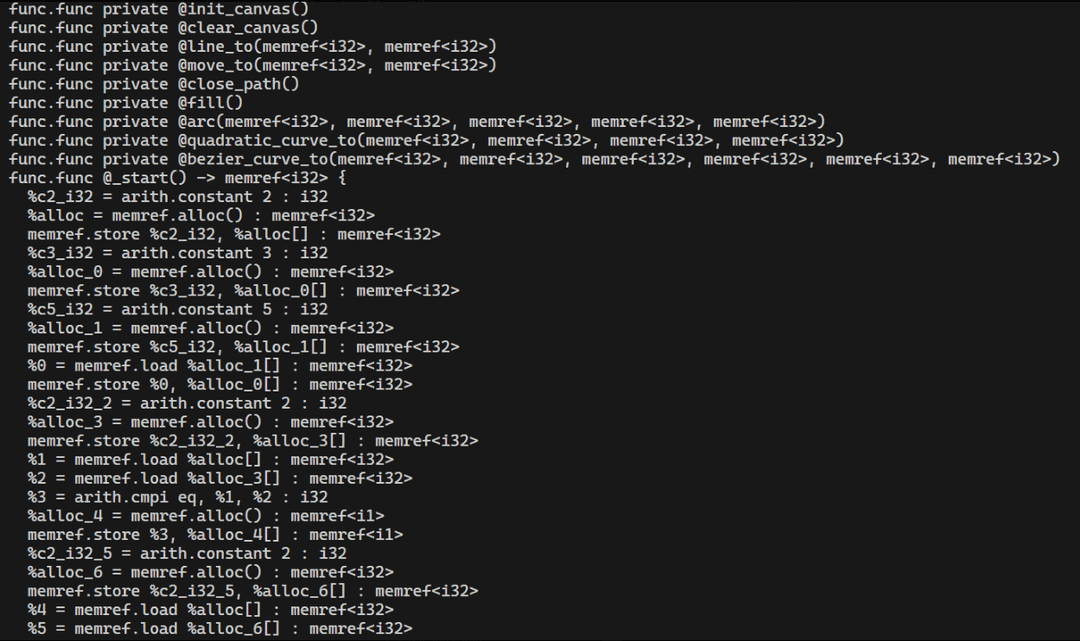 func.func private @init_canvas()
func.func private @clear_canvas()
func.func private @line_to(memref<i32>, memref<i32>)
func.func private @move_to(memref<i32>, memref<i32>)
func.func private @close_path()
func.func private @fill()
func.func private @arc(memref<i32>, memref<i32>, memref<i32>, memref<i32>, memref<i32>)
func.func private @quadratic_curve_to(memref<i32>, memref<i32>, memref<i32>, memref<i32>)
func.func private @bezier_curve_to(memref<i32>, memref<i32>, memref<i32>, memref<i32>, memref<i32>, memref<i32>)
func.func @_start() -> memref<i32> {
  %c2_i32 = arith.constant 2 : i32
  %alloc = memref.alloc() : memref<i32>
  memref.store %c2_i32, %alloc[] : memref<i32>
  %c3_i32 = arith.constant 3 : i32
  %alloc_0 = memref.alloc() : memref<i32>
  memref.store %c3_i32, %alloc_0[] : memref<i32>
  %c5_i32 = arith.constant 5 : i32
  %alloc_1 = memref.alloc() : memref<i32>
  memref.store %c5_i32, %alloc_1[] : memref<i32>
  %0 = memref.load %alloc_1[] : memref<i32>
  memref.store %0, %alloc_0[] : memref<i32>
  %c2_i32_2 = arith.constant 2 : i32
  %alloc_3 = memref.alloc() : memref<i32>
  memref.store %c2_i32_2, %alloc_3[] : memref<i32>
  %1 = memref.load %alloc[] : memref<i32>
  %2 = memref.load %alloc_3[] : memref<i32>
  %3 = arith.cmpi eq, %1, %2 : i32
  %alloc_4 = memref.alloc() : memref<i1>
  memref.store %3, %alloc_4[] : memref<i1>
  %c2_i32_5 = arith.constant 2 : i32
  %alloc_6 = memref.alloc() : memref<i32>
  memref.store %c2_i32_5, %alloc_6[] : memref<i32>
  %4 = memref.load %alloc[] : memref<i32>
  %5 = memref.load %alloc_6[] : memref<i32>